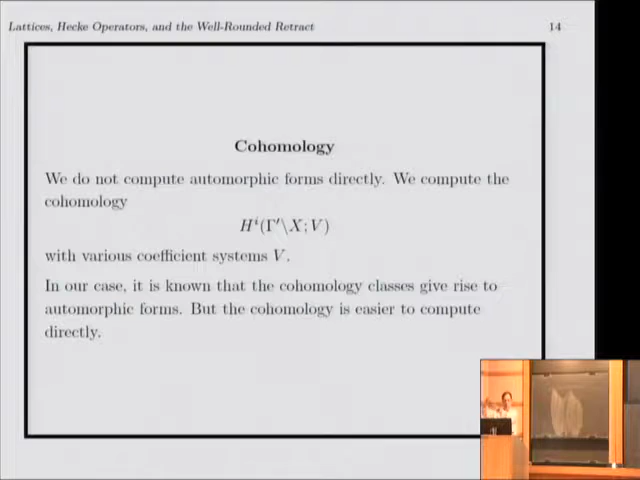 Lattices, Hecke Operators, and the Well-Rounded Retract 14
Cohomology
We do not compute automorphic forms directly. We compute the
cohomology
Hⁱ(Γ′\X; V)
with various coefficient systems V.
In our case, it is known that the cohomology classes give rise to
automorphic forms. But the cohomology is easier to compute
directly.